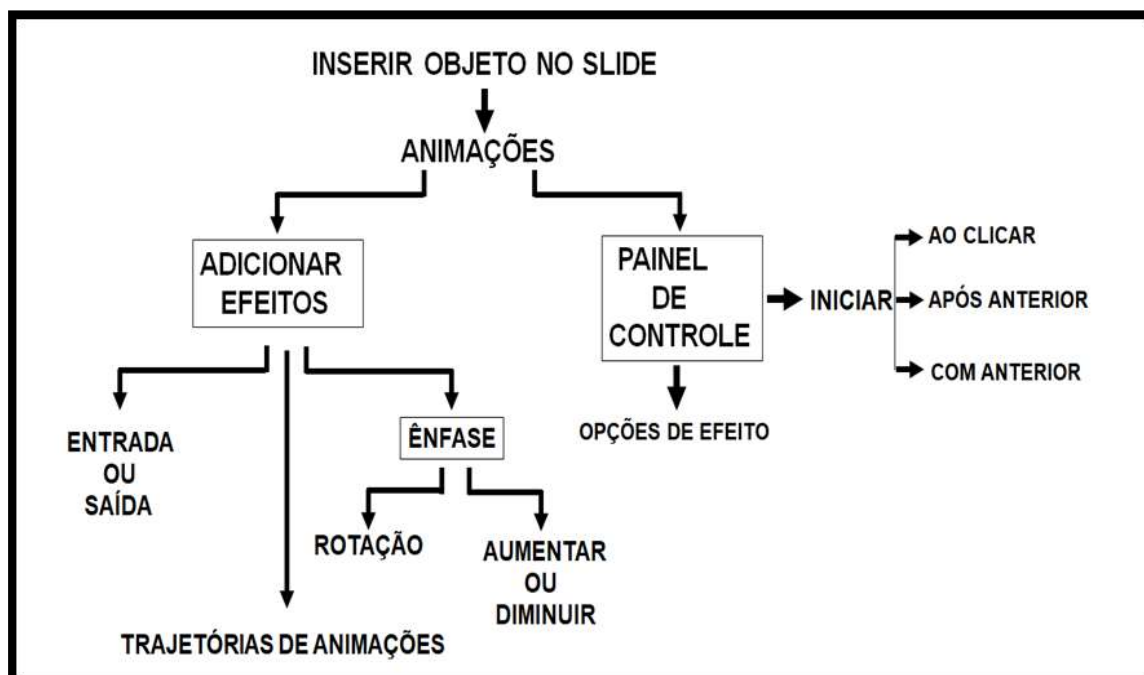 INSERIR OBJETO NO SLIDE
ANIMAÇÕES
ADICIONAR
EFEITOS
PAINEL
DE
CONTROLE
INICIAR
AO CLICAR
APÓS ANTERIOR
COM ANTERIOR
OPÇÕES DE EFEITO
ENTRADA
OU
SAÍDA
ÊNFASE
ROTAÇÃO
AUMENTAR
OU
DIMINUIR
TRAJETÓRIAS DE ANIMAÇÕES